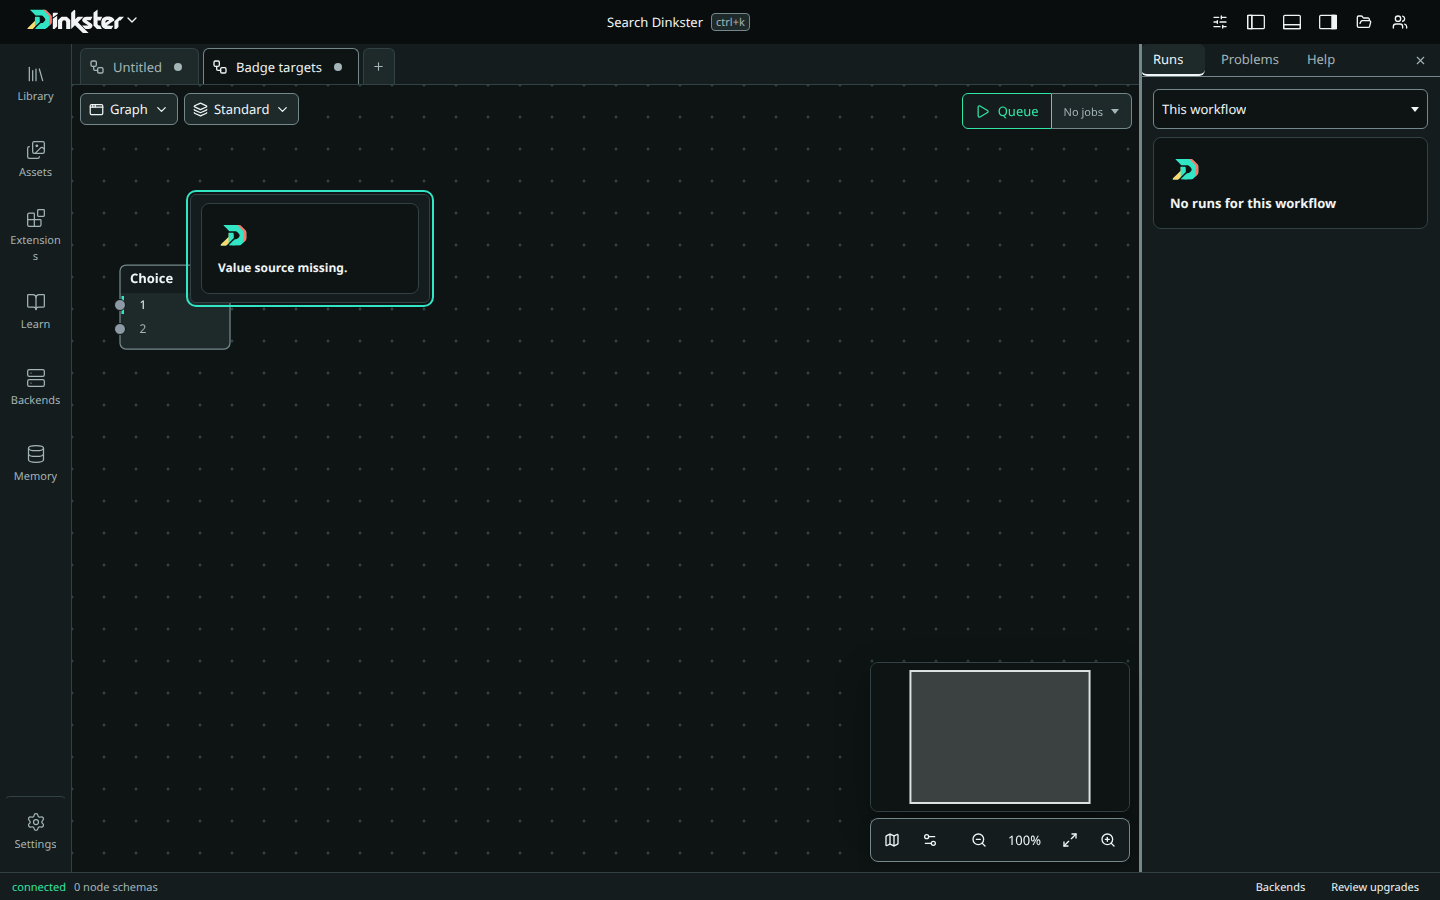 Dinkster
Search Dinkster ctrl+k
Untitled
Badge targets
+
Runs Problems Help
Library
Assets
Extension
s
Learn
Backends
Memory
Settings
Graph
Standard
Queue
No jobs
This workflow
No runs for this workflow
Value source missing.
Choice
1
2
100%
connected 0 node schemas
Backends Review upgrades